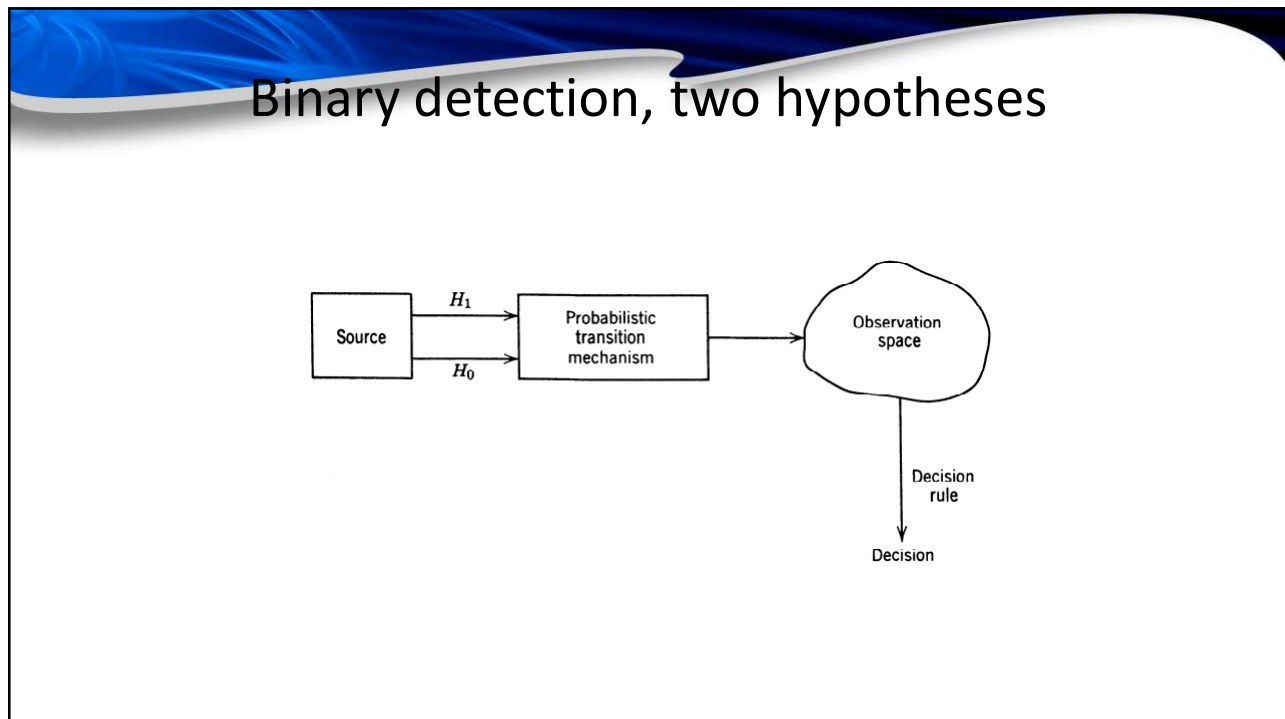 Binary detection, two hypotheses
Source
H₁
H₀
Probabilistic
transition
mechanism
Observation
space
Decision
rule
Decision